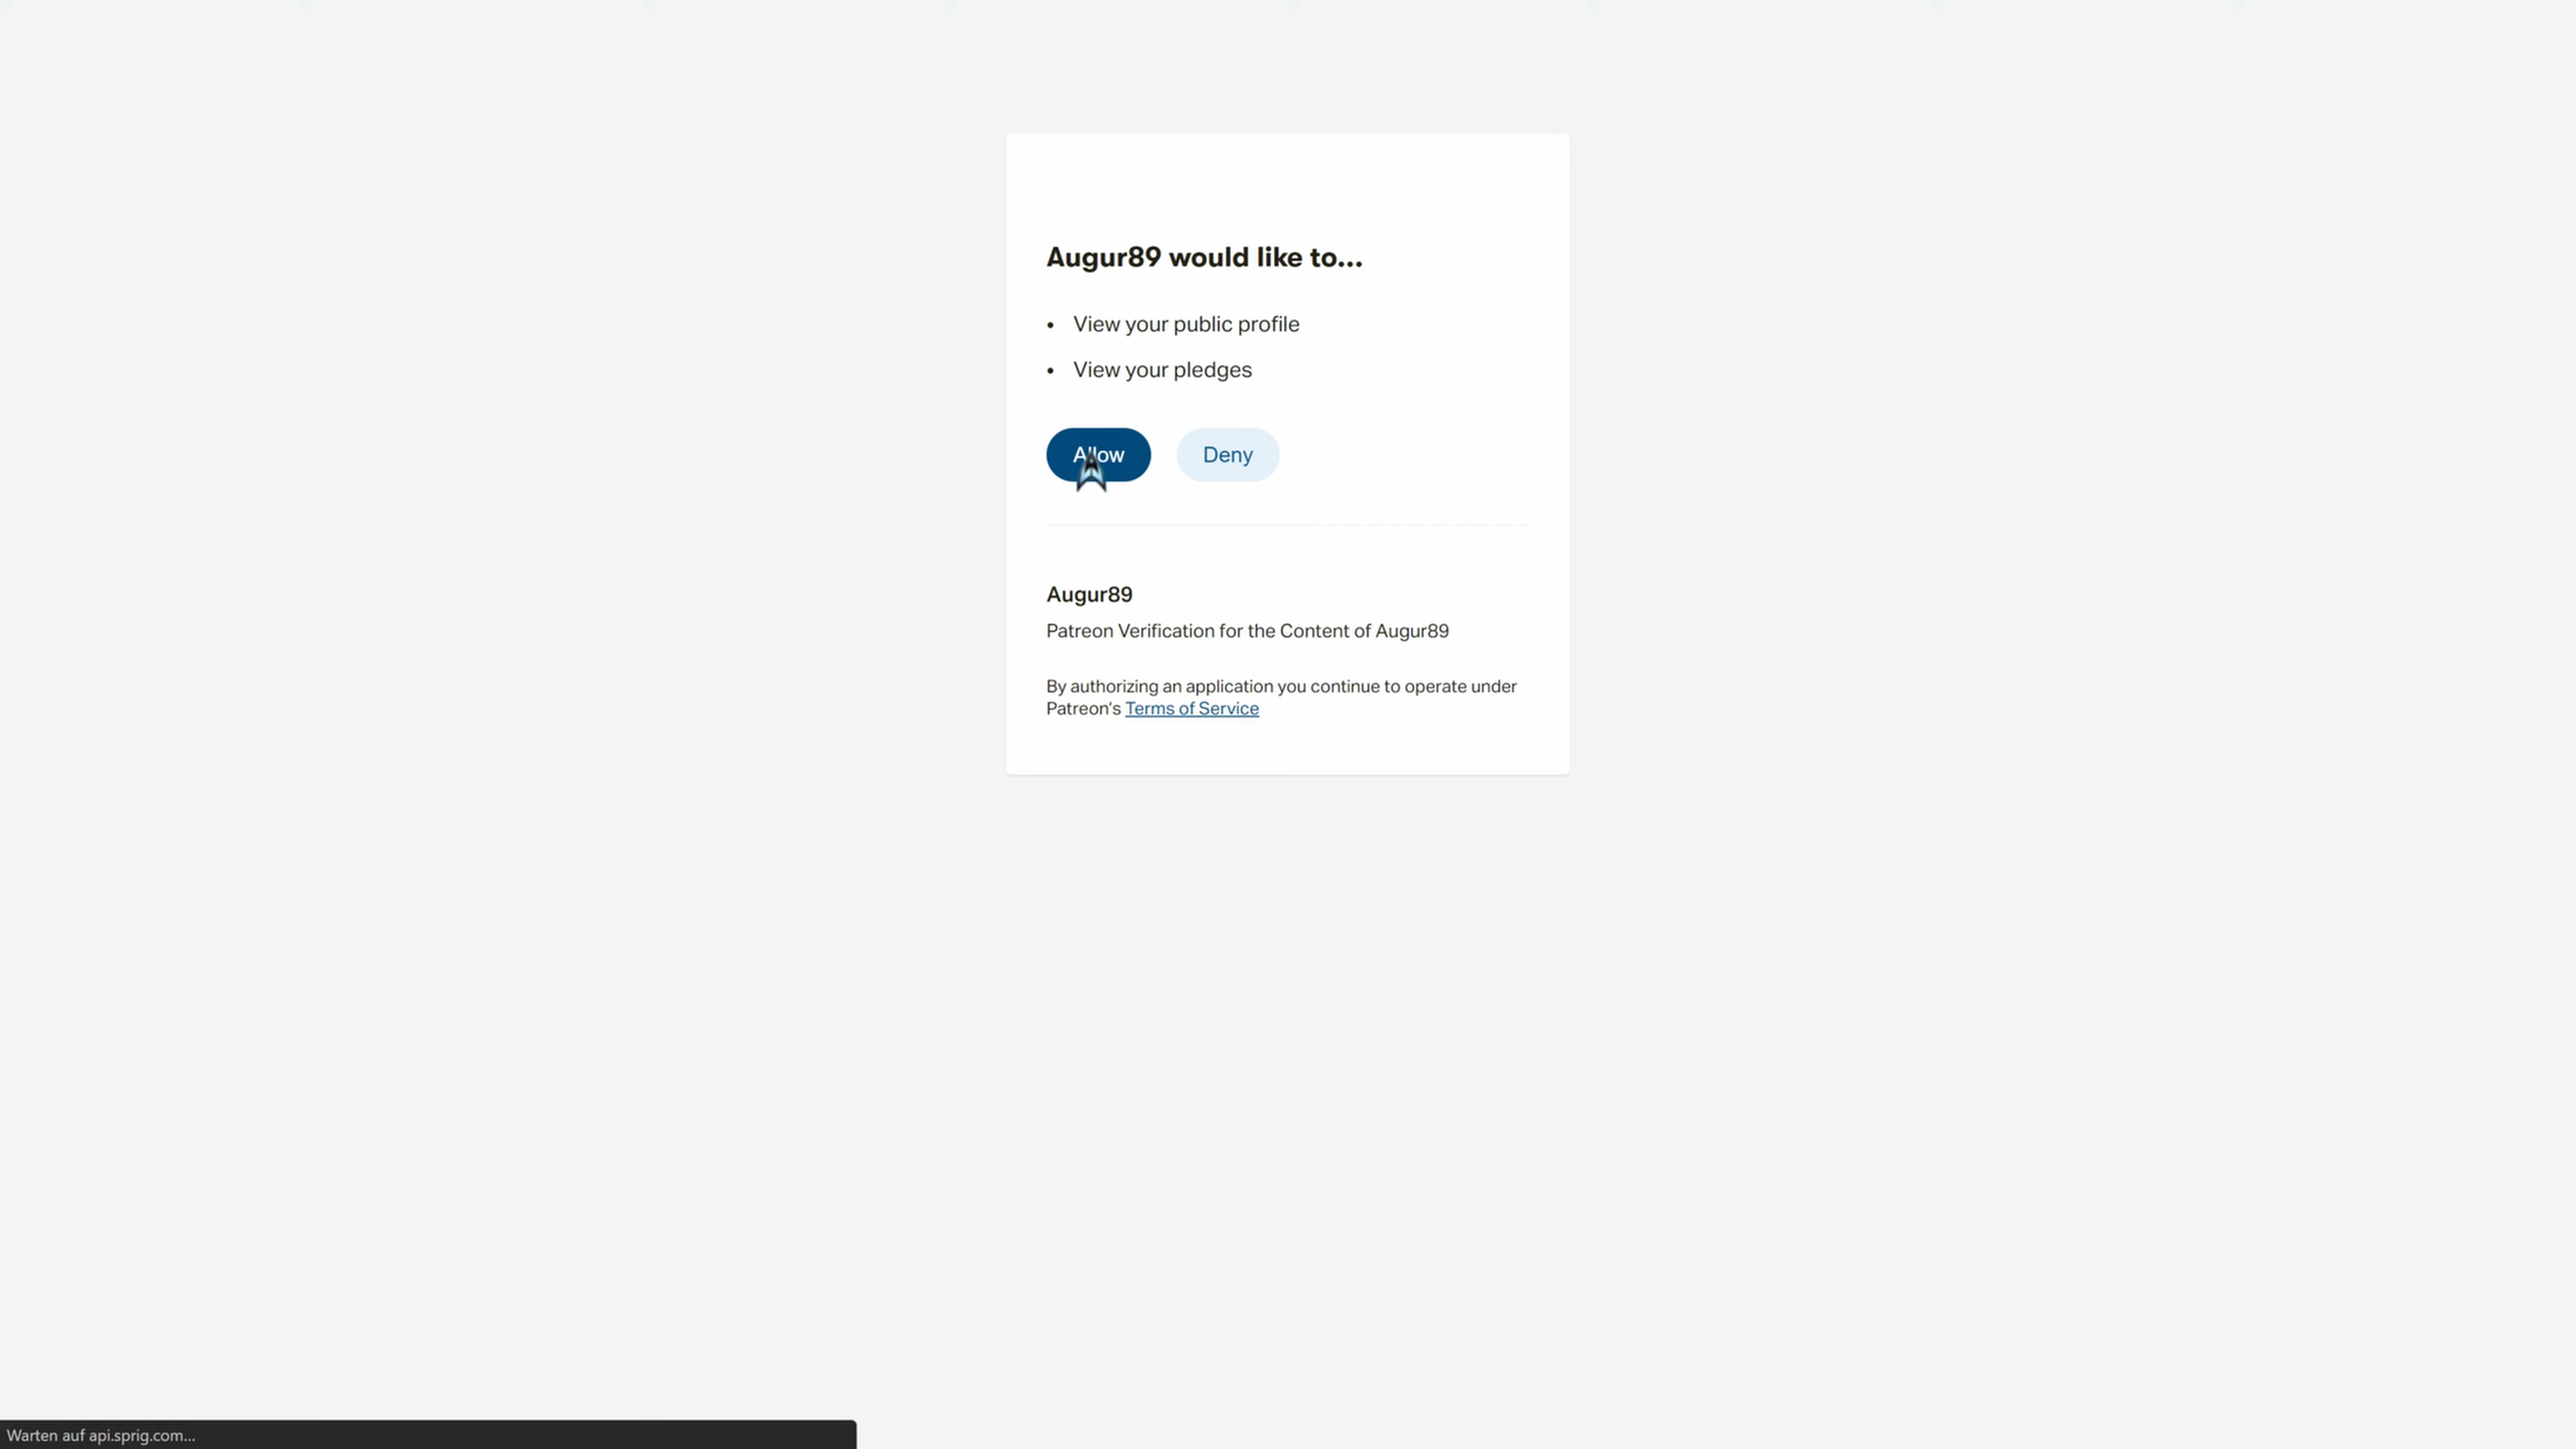 Augur89 would like to...
• View your public profile
• View your pledges
Allow
Deny
Augur89
Patreon Verification for the Content of Augur89
By authorizing an application you continue to operate under
Patreon's Terms of Service
Warten auf api.sprig.com...